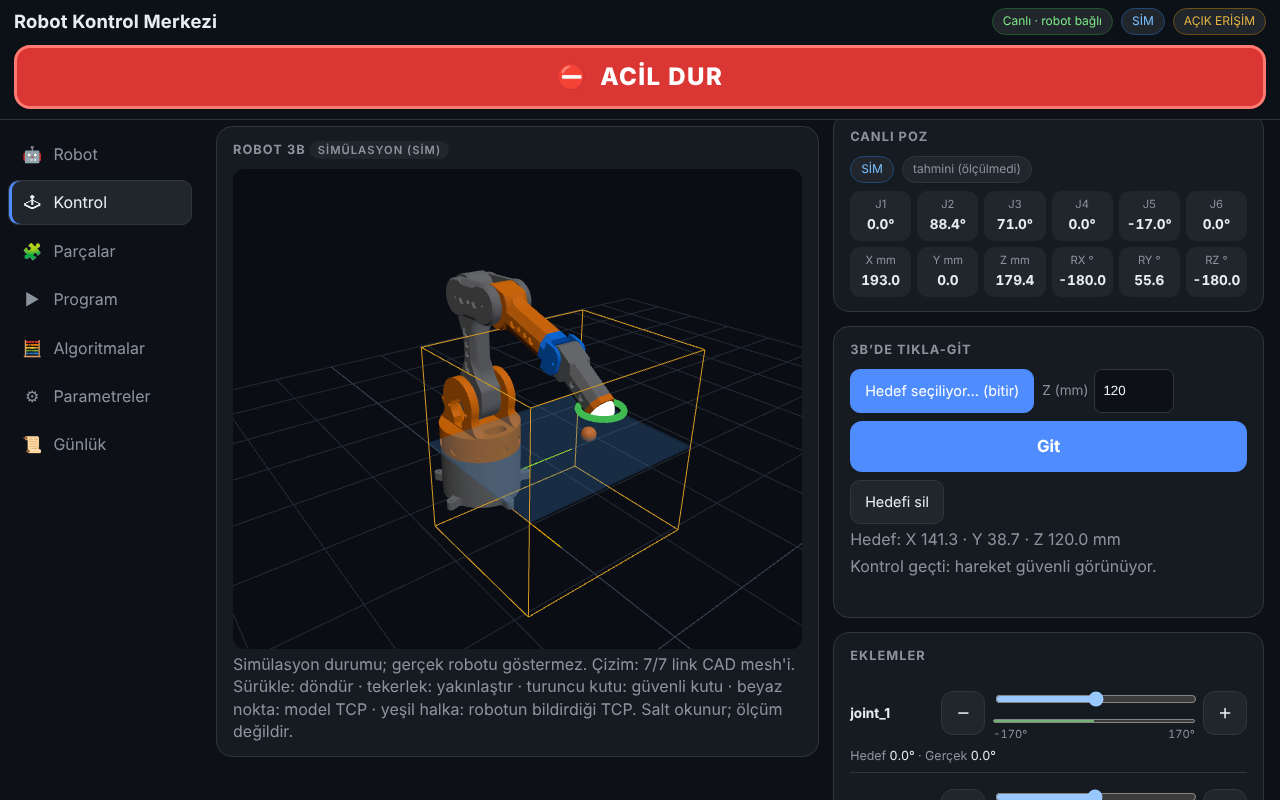 Robot Kontrol Merkezi
Canlı · robot bağlı
SİM
AÇIK ERİŞİM
ACİL DUR
Robot
Kontrol
Parçalar
Program
Algoritmalar
Parametreler
Günlük
ROBOT 3B SİMÜLASYON (SİM)
Simülasyon durumu; gerçek robotu göstermez. Çizim: 7/7 link CAD mesh'i.
Sürükle: döndür · tekerlek: yakınlaştır · turuncu kutu: güvenli kutu · beyaz
nokta: model TCP · yeşil halka: robotun bildirdiği TCP. Salt okunur; ölçüm
değildir.
CANLI POZ
SİM tahmini (ölçülmedi)
J1 J2 J3 J4 J5 J6
0.0° 88.4° 71.0° 0.0° -17.0° 0.0°
X mm Y mm Z mm RX ° RY ° RZ °
193.0 0.0 179.4 -180.0 55.6 -180.0
3B'DE TIKLA-GİT
Hedef seçiliyor... (bitir) Z (mm) 120
Git
Hedefi sil
Hedef: X 141.3 · Y 38.7 · Z 120.0 mm
Kontrol geçti: hareket güvenli görünüyor.
EKLEMLER
joint_1 − +
-170° 170°
Hedef 0.0° · Gerçek 0.0°